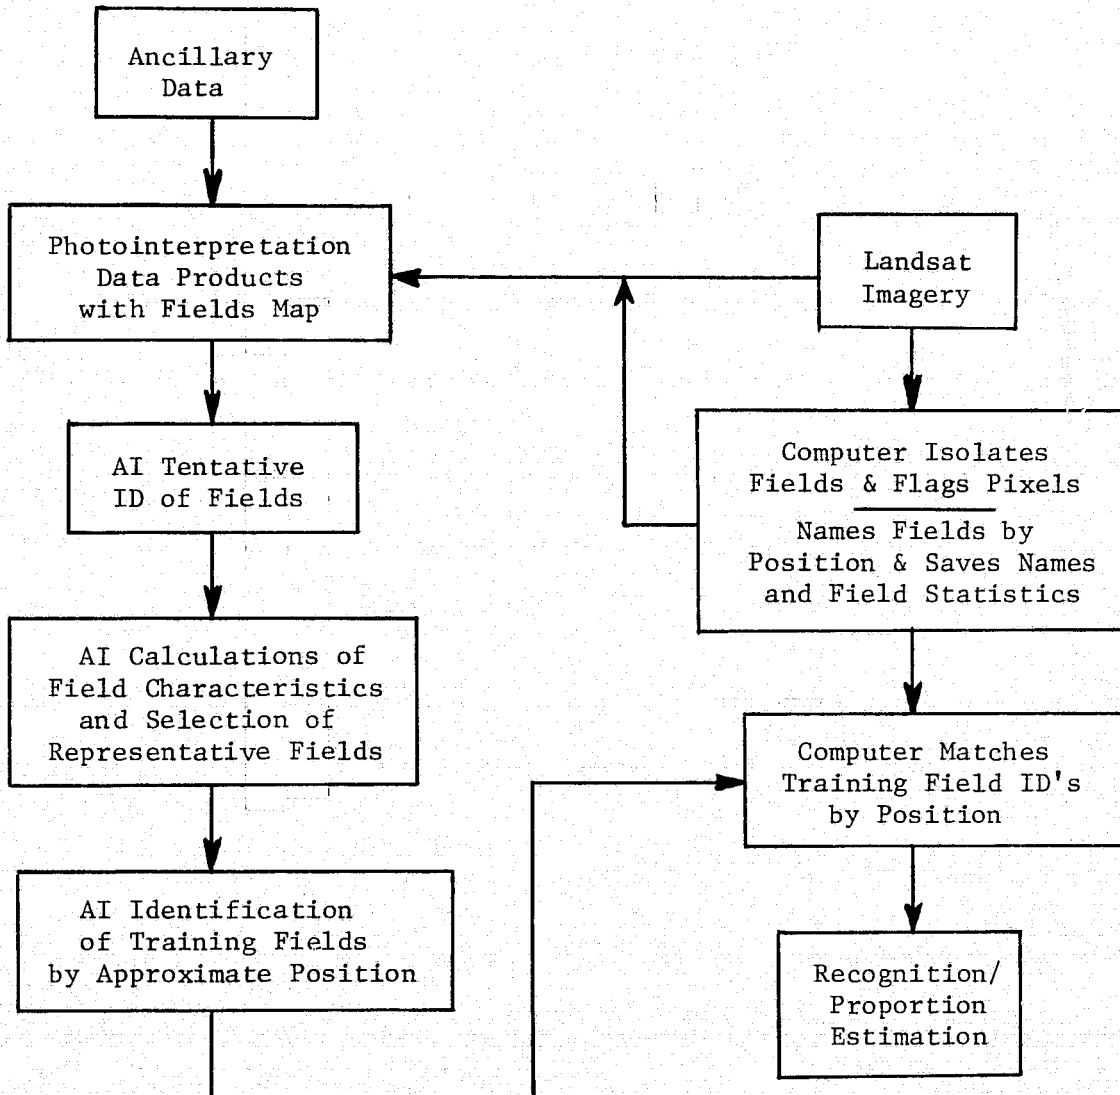 Ancillary
Data
Photointerpretation
Data Products
with Fields Map
Landsat
Imagery
AI Tentative
ID of Fields
Computer Isolates
Fields & Flags Pixels
Names Fields by
Position & Saves Names
and Field Statistics
AI Calculations of
Field Characteristics
and Selection of
Representative Fields
Computer Matches
Training Field ID's
by Position
AI Identification
of Training Fields
by Approximate Position
Recognition/
Proportion
Estimation